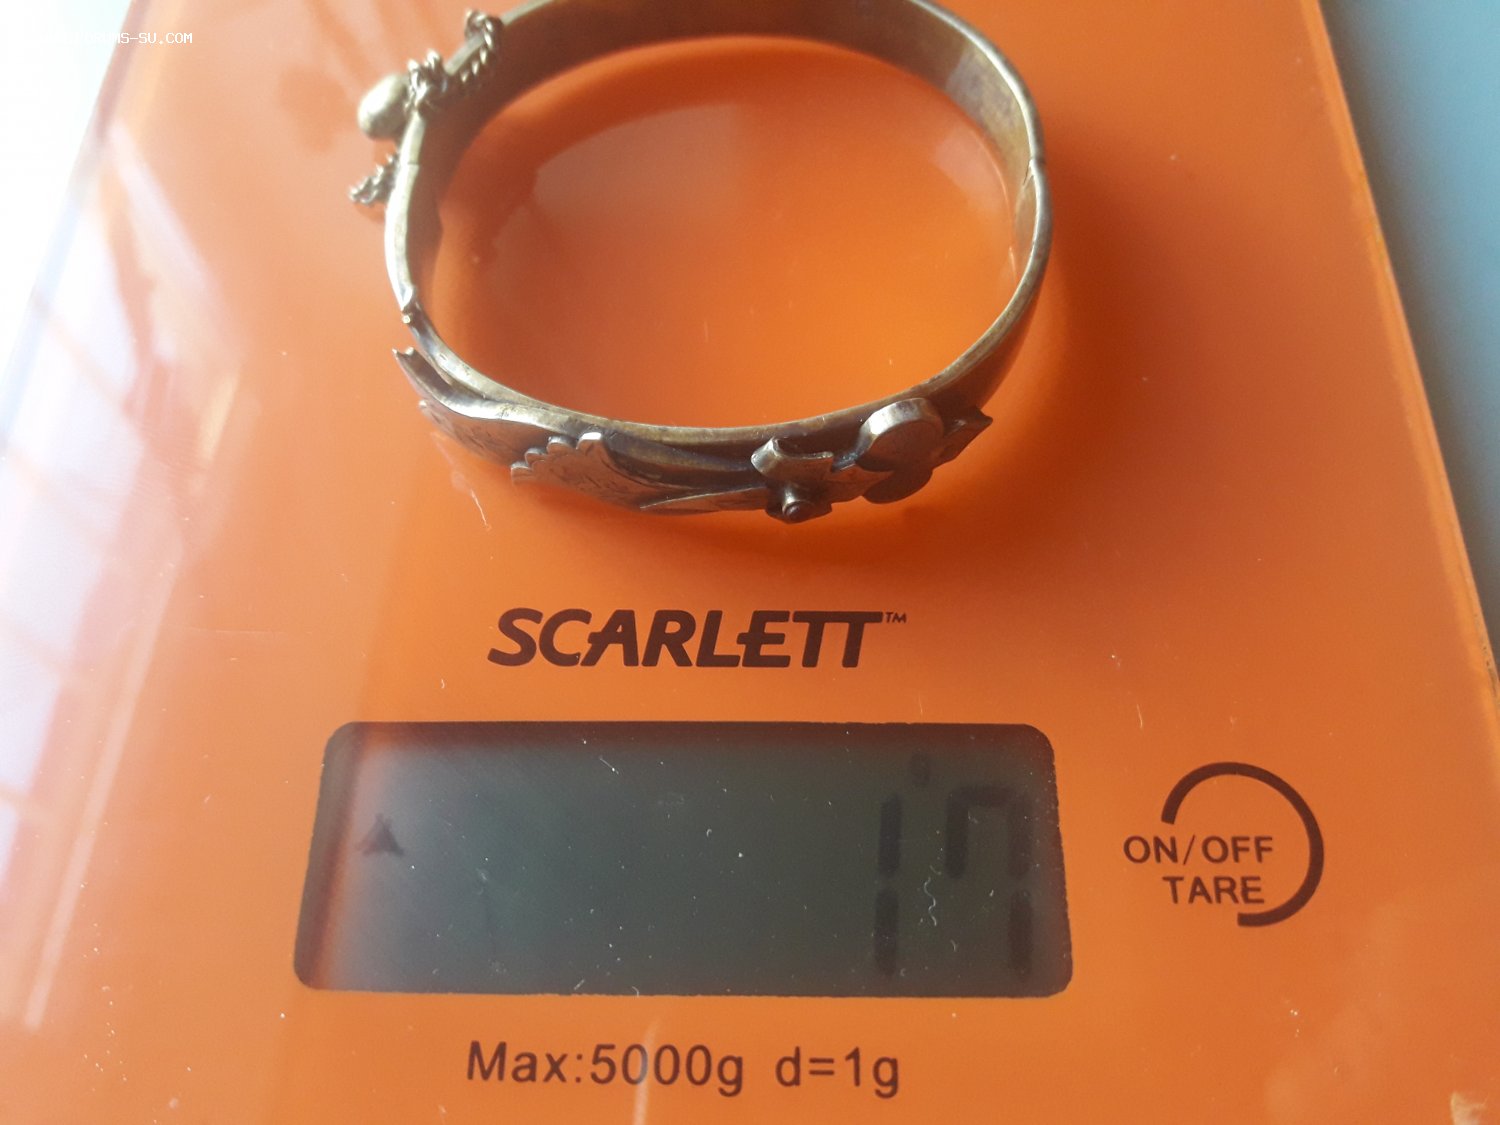 SCARLETT™
17
ON/OFF
TARE
Max:5000g d=1g